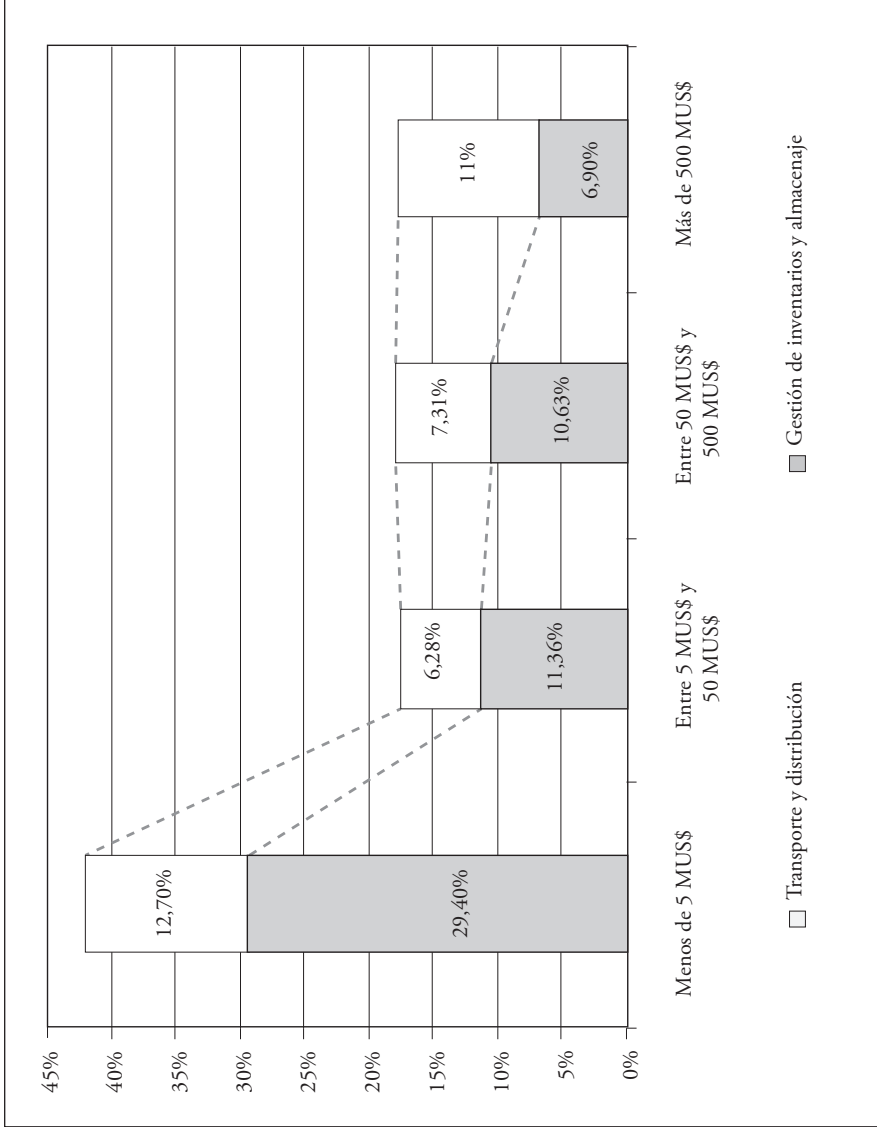 45%
40%
35%
30%
25%
20%
15%
10%
5%
0%
12,70%
29,40%
6,28%
11,36%
7,31%
10,63%
11%
6,90%
Menos de 5 MUS$
Entre 5 MUS$ y
50 MUS$
Entre 50 MUS$ y
500 MUS$
Más de 500 MUS$
Transporte y distribución
Gestión de inventarios y almacenaje